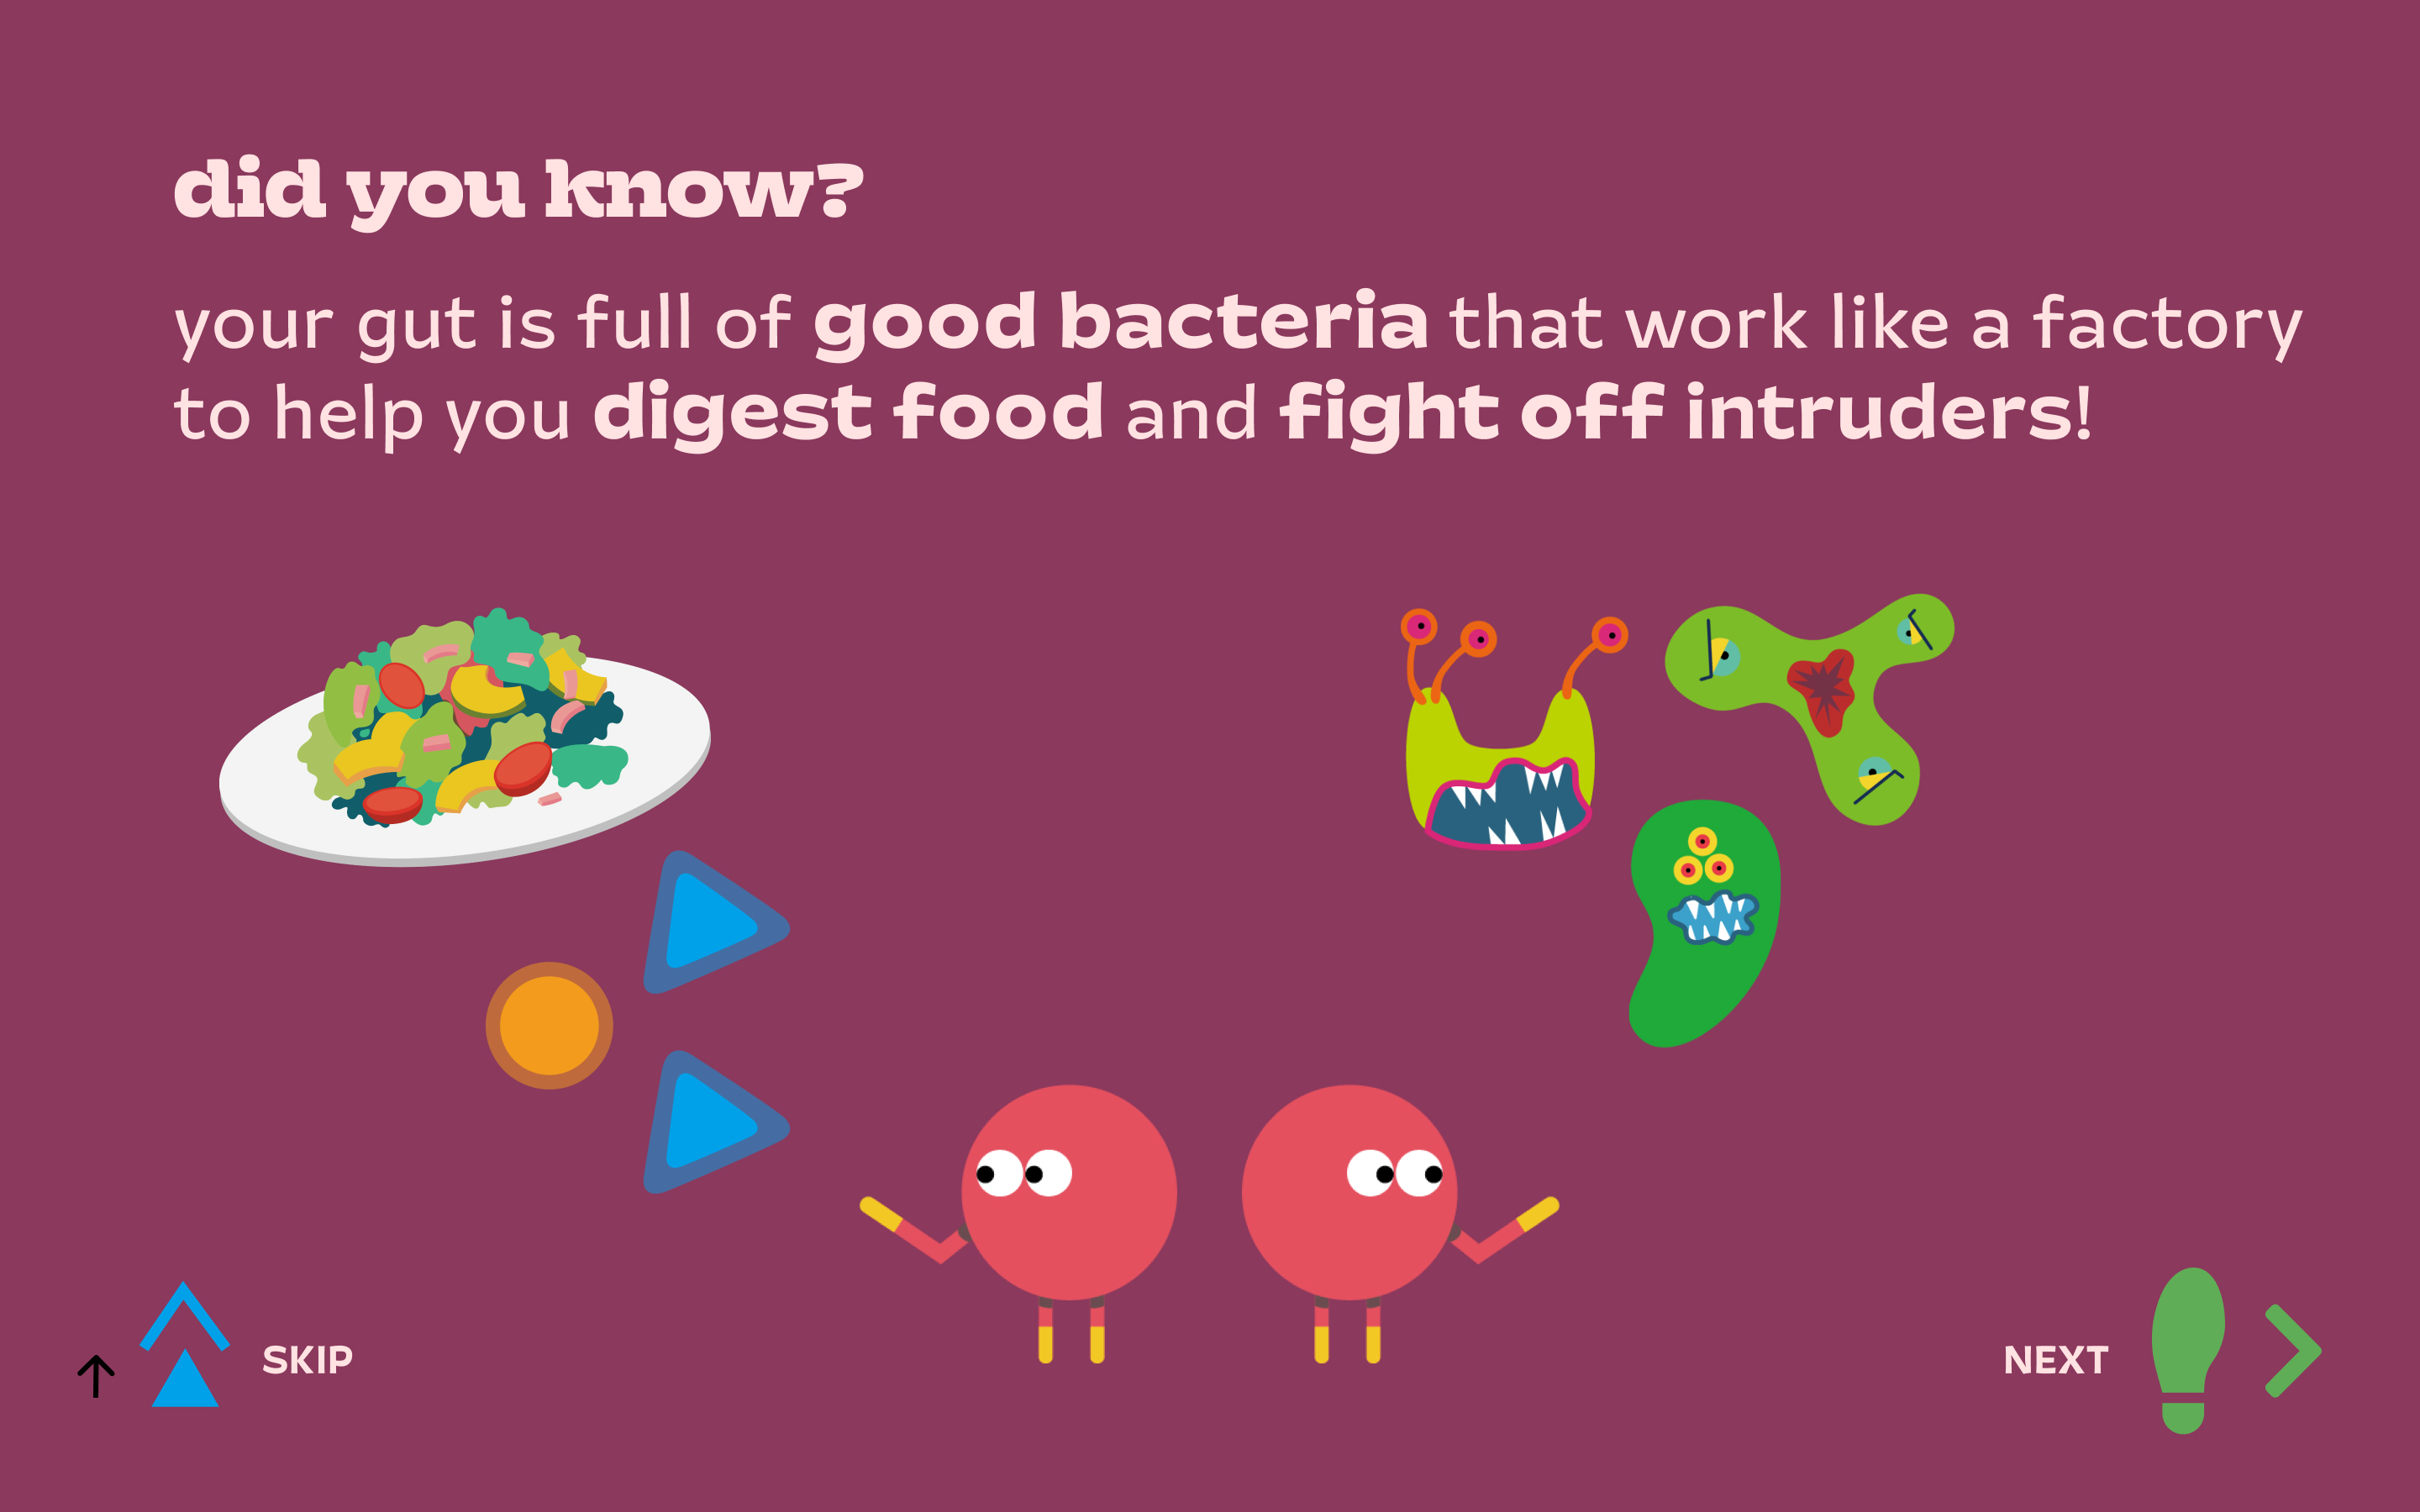 did you know?
your gut is full of good bacteria that work like a factory
to help you digest food and fight off intruders!
SKIP
NEXT